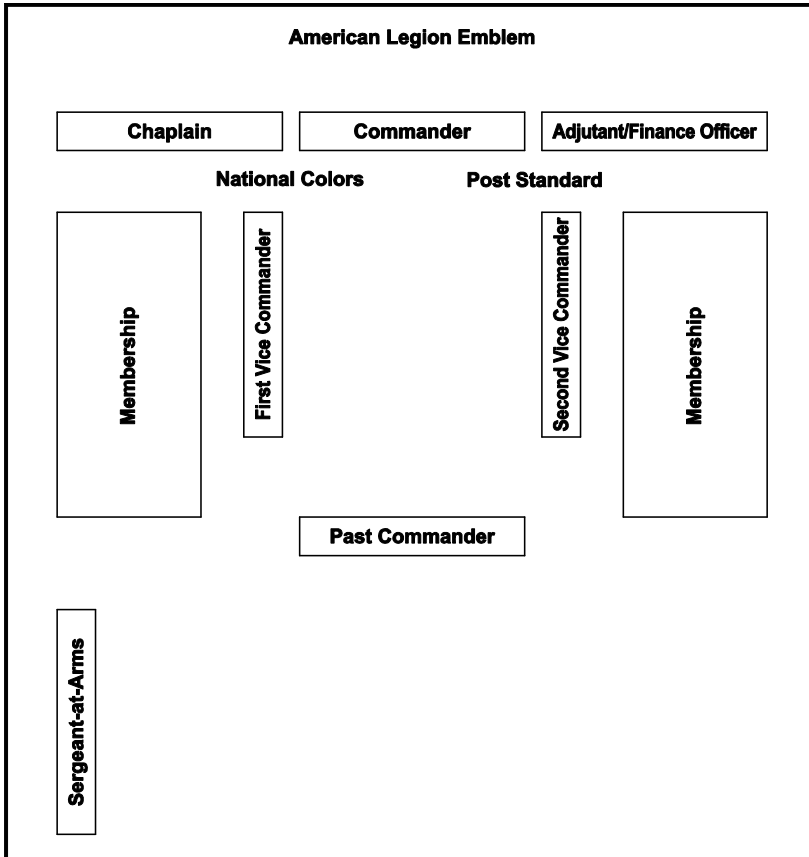 American Legion Emblem
Chaplain
Commander
Adjutant/Finance Officer
National Colors
Post Standard
Membership
First Vice Commander
Second Vice Commander
Membership
Past Commander
Sergeant-at-Arms